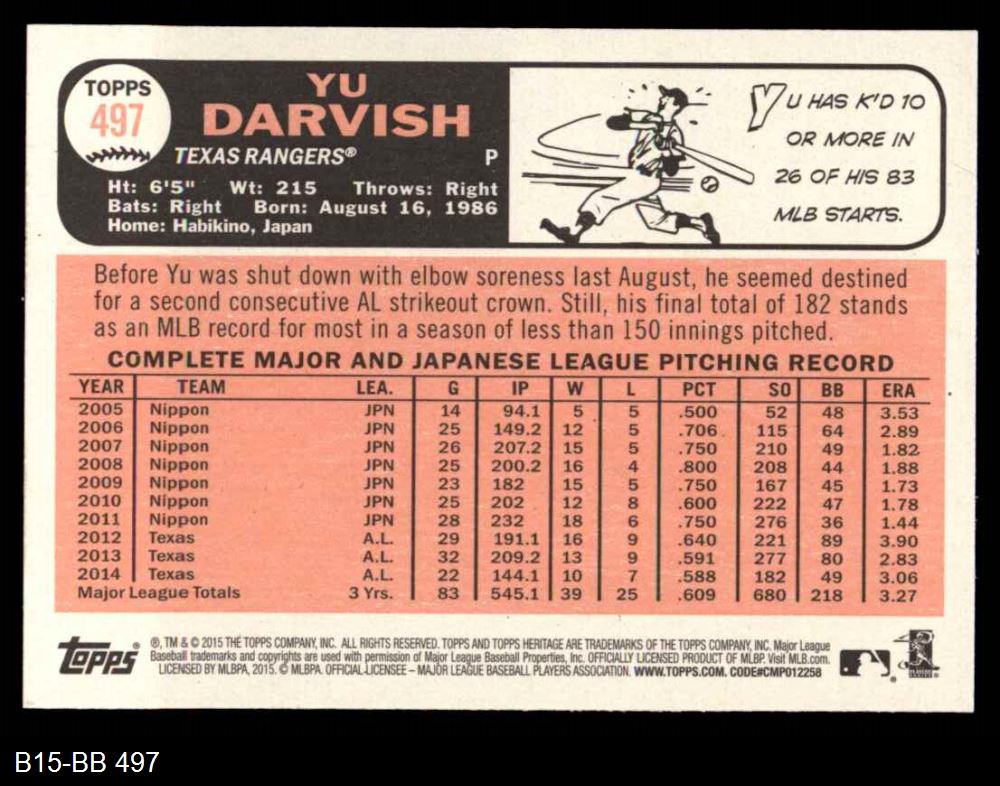 TOPPS
497
YU
DARVISH
TEXAS RANGERS® P
Ht: 6'5" Wt: 215 Throws: Right
Bats: Right Born: August 16, 1986
Home: Habikino, Japan
YU HAS K'D 10
OR MORE IN
26 OF HIS 83
MLB STARTS.
Before Yu was shut down with elbow soreness last August, he seemed destined
for a second consecutive AL strikeout crown. Still, his final total of 182 stands
as an MLB record for most in a season of less than 150 innings pitched.
COMPLETE MAJOR AND JAPANESE LEAGUE PITCHING RECORD
YEAR TEAM LEA. G IP W L PCT SO BB ERA
2005 Nippon JPN 14 94.1 5 5 .500 52 48 3.53
2006 Nippon JPN 25 149.2 12 5 .706 115 64 2.89
2007 Nippon JPN 26 207.2 15 5 .750 210 49 1.82
2008 Nippon JPN 25 200.2 16 4 .800 208 44 1.88
2009 Nippon JPN 23 182 15 5 .750 167 45 1.73
2010 Nippon JPN 25 202 12 8 .600 222 47 1.78
2011 Nippon JPN 28 232 18 6 .750 276 36 1.44
2012 Texas A.L. 29 191.1 16 9 .640 221 89 3.90
2013 Texas A.L. 32 209.2 13 9 .591 277 80 2.83
2014 Texas A.L. 22 144.1 10 7 .588 182 49 3.06
Major League Totals 3 Yrs. 83 545.1 39 25 .609 680 218 3.27
Topps®
®, TM & © 2015 THE TOPPS COMPANY, INC. ALL RIGHTS RESERVED. TOPPS AND TOPPS HERITAGE ARE TRADEMARKS OF THE TOPPS COMPANY, INC. Major League
Baseball trademarks and copyrights are used with permission of Major League Baseball Properties, Inc. OFFICIALLY LICENSED PRODUCT OF MLBP. Visit MLB.com.
LICENSED BY MLBPA, 2015. © MLBPA. OFFICIAL LICENSEE – MAJOR LEAGUE BASEBALL PLAYERS ASSOCIATION. WWW.TOPPS.COM. CODE#CMP012258
B15-BB 497